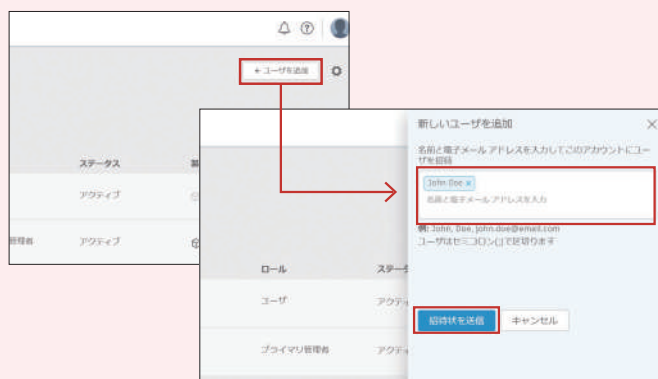 + ユーザを追加
ステータス
アクティブ
管理者
アクティブ
新しいユーザを追加
名前と電子メール アドレスを入力してこのアカウントにユー
ザを招待
John Doe ×
名前と電子メール アドレスを入力
例: John, Doe, john.doe@email.com
ユーザはセミコロン(;)で区切ります
ロール
ステータ
ユーザ
アクティ
招待状を送信
キャンセル
プライマリ管理者
アクティ